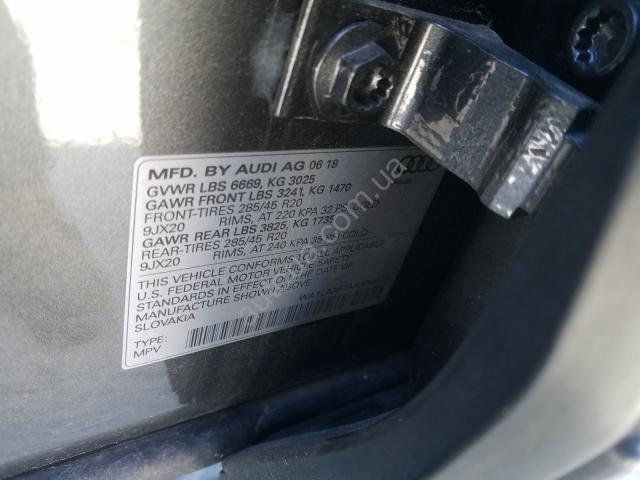 MFD. BY AUDI AG 06 18
GVWR LBS 6669, KG 3025
GAWR FRONT LBS 3241, KG 1470
FRONT-TIRES 285/45 R20
9JX20 RIMS, AT 220 KPA 32 PSI COLD
GAWR REAR LBS 3825, KG 1735
REAR-TIRES 285/45 R20
9JX20 RIMS, AT 240 KPA 35 PSI COLD
THIS VEHICLE CONFORMS TO ALL APPLICABLE
U.S. FEDERAL MOTOR VEHICLE SAFETY
STANDARDS IN EFFECT ON THE DATE OF
MANUFACTURE SHOWN ABOVE
SLOVAKIA
TYPE:
MPV